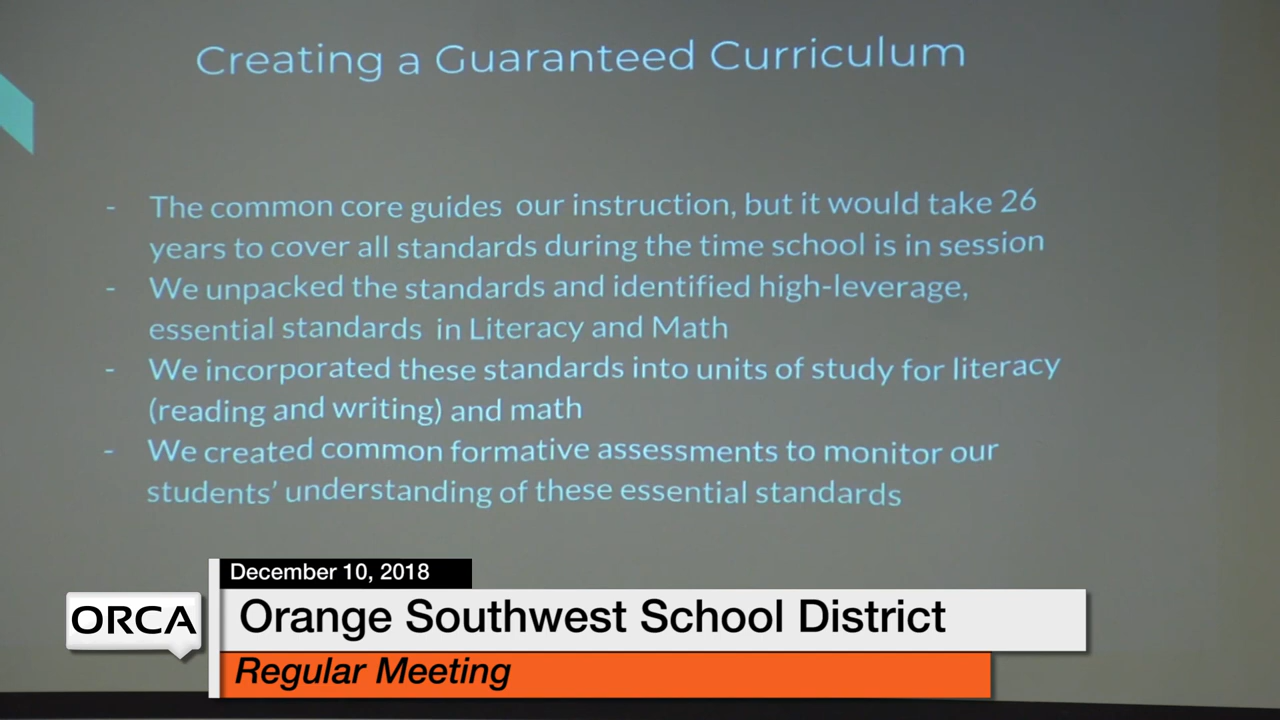 Creating a Guaranteed Curriculum
- The common core guides our instruction, but it would take 26
years to cover all standards during the time school is in session
- We unpacked the standards and identified high-leverage,
essential standards in Literacy and Math
- We incorporated these standards into units of study for literacy
(reading and writing) and math
- We created common formative assessments to monitor our
students' understanding of these essential standards
December 10, 2018
ORCA
Orange Southwest School District
Regular Meeting